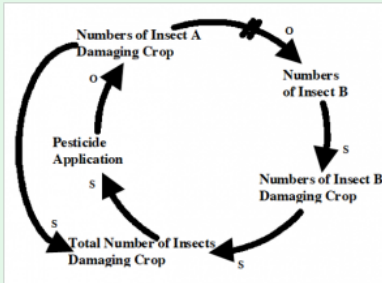 Numbers of Insect A
Damaging Crop
O
Numbers
of Insect B
O
Pesticide
Application
S
S
Numbers of Insect B
Damaging Crop
S
Total Number of Insects
Damaging Crop
S